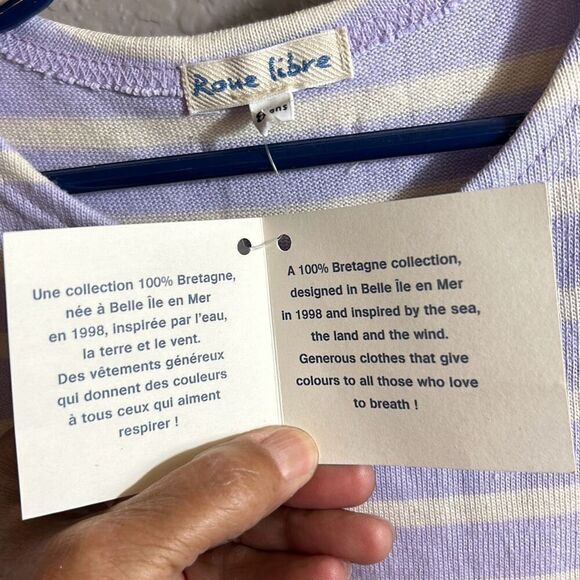 Roue libre
8 ans
Une collection 100% Bretagne,
née à Belle Île en Mer
en 1998, inspirée par l'eau,
la terre et le vent.
Des vêtements généreux
qui donnent des couleurs
à tous ceux qui aiment
respirer !
A 100% Bretagne collection,
designed in Belle Île en Mer
in 1998 and inspired by the sea,
the land and the wind.
Generous clothes that give
colours to all those who love
to breath !